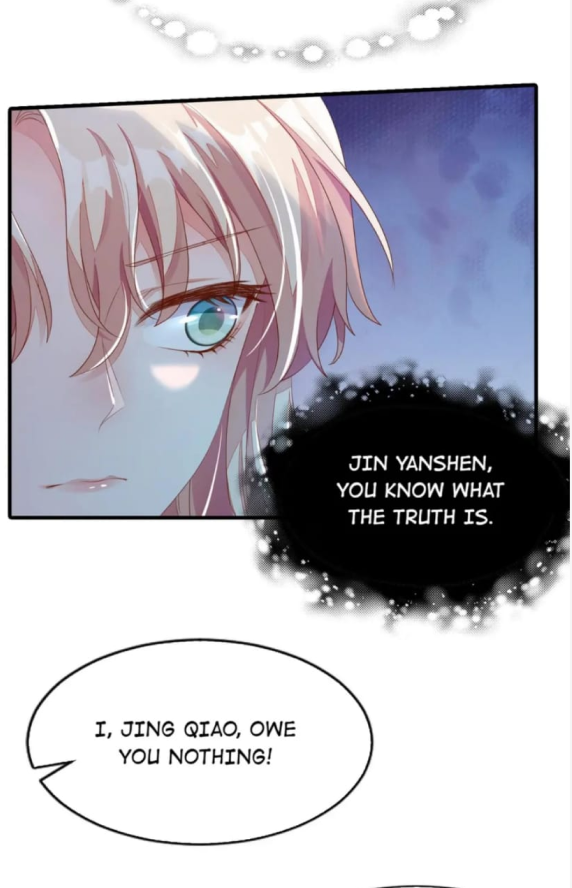 JIN YANSHEN,
YOU KNOW WHAT
THE TRUTH IS.
I, JING QIAO, OWE
YOU NOTHING!